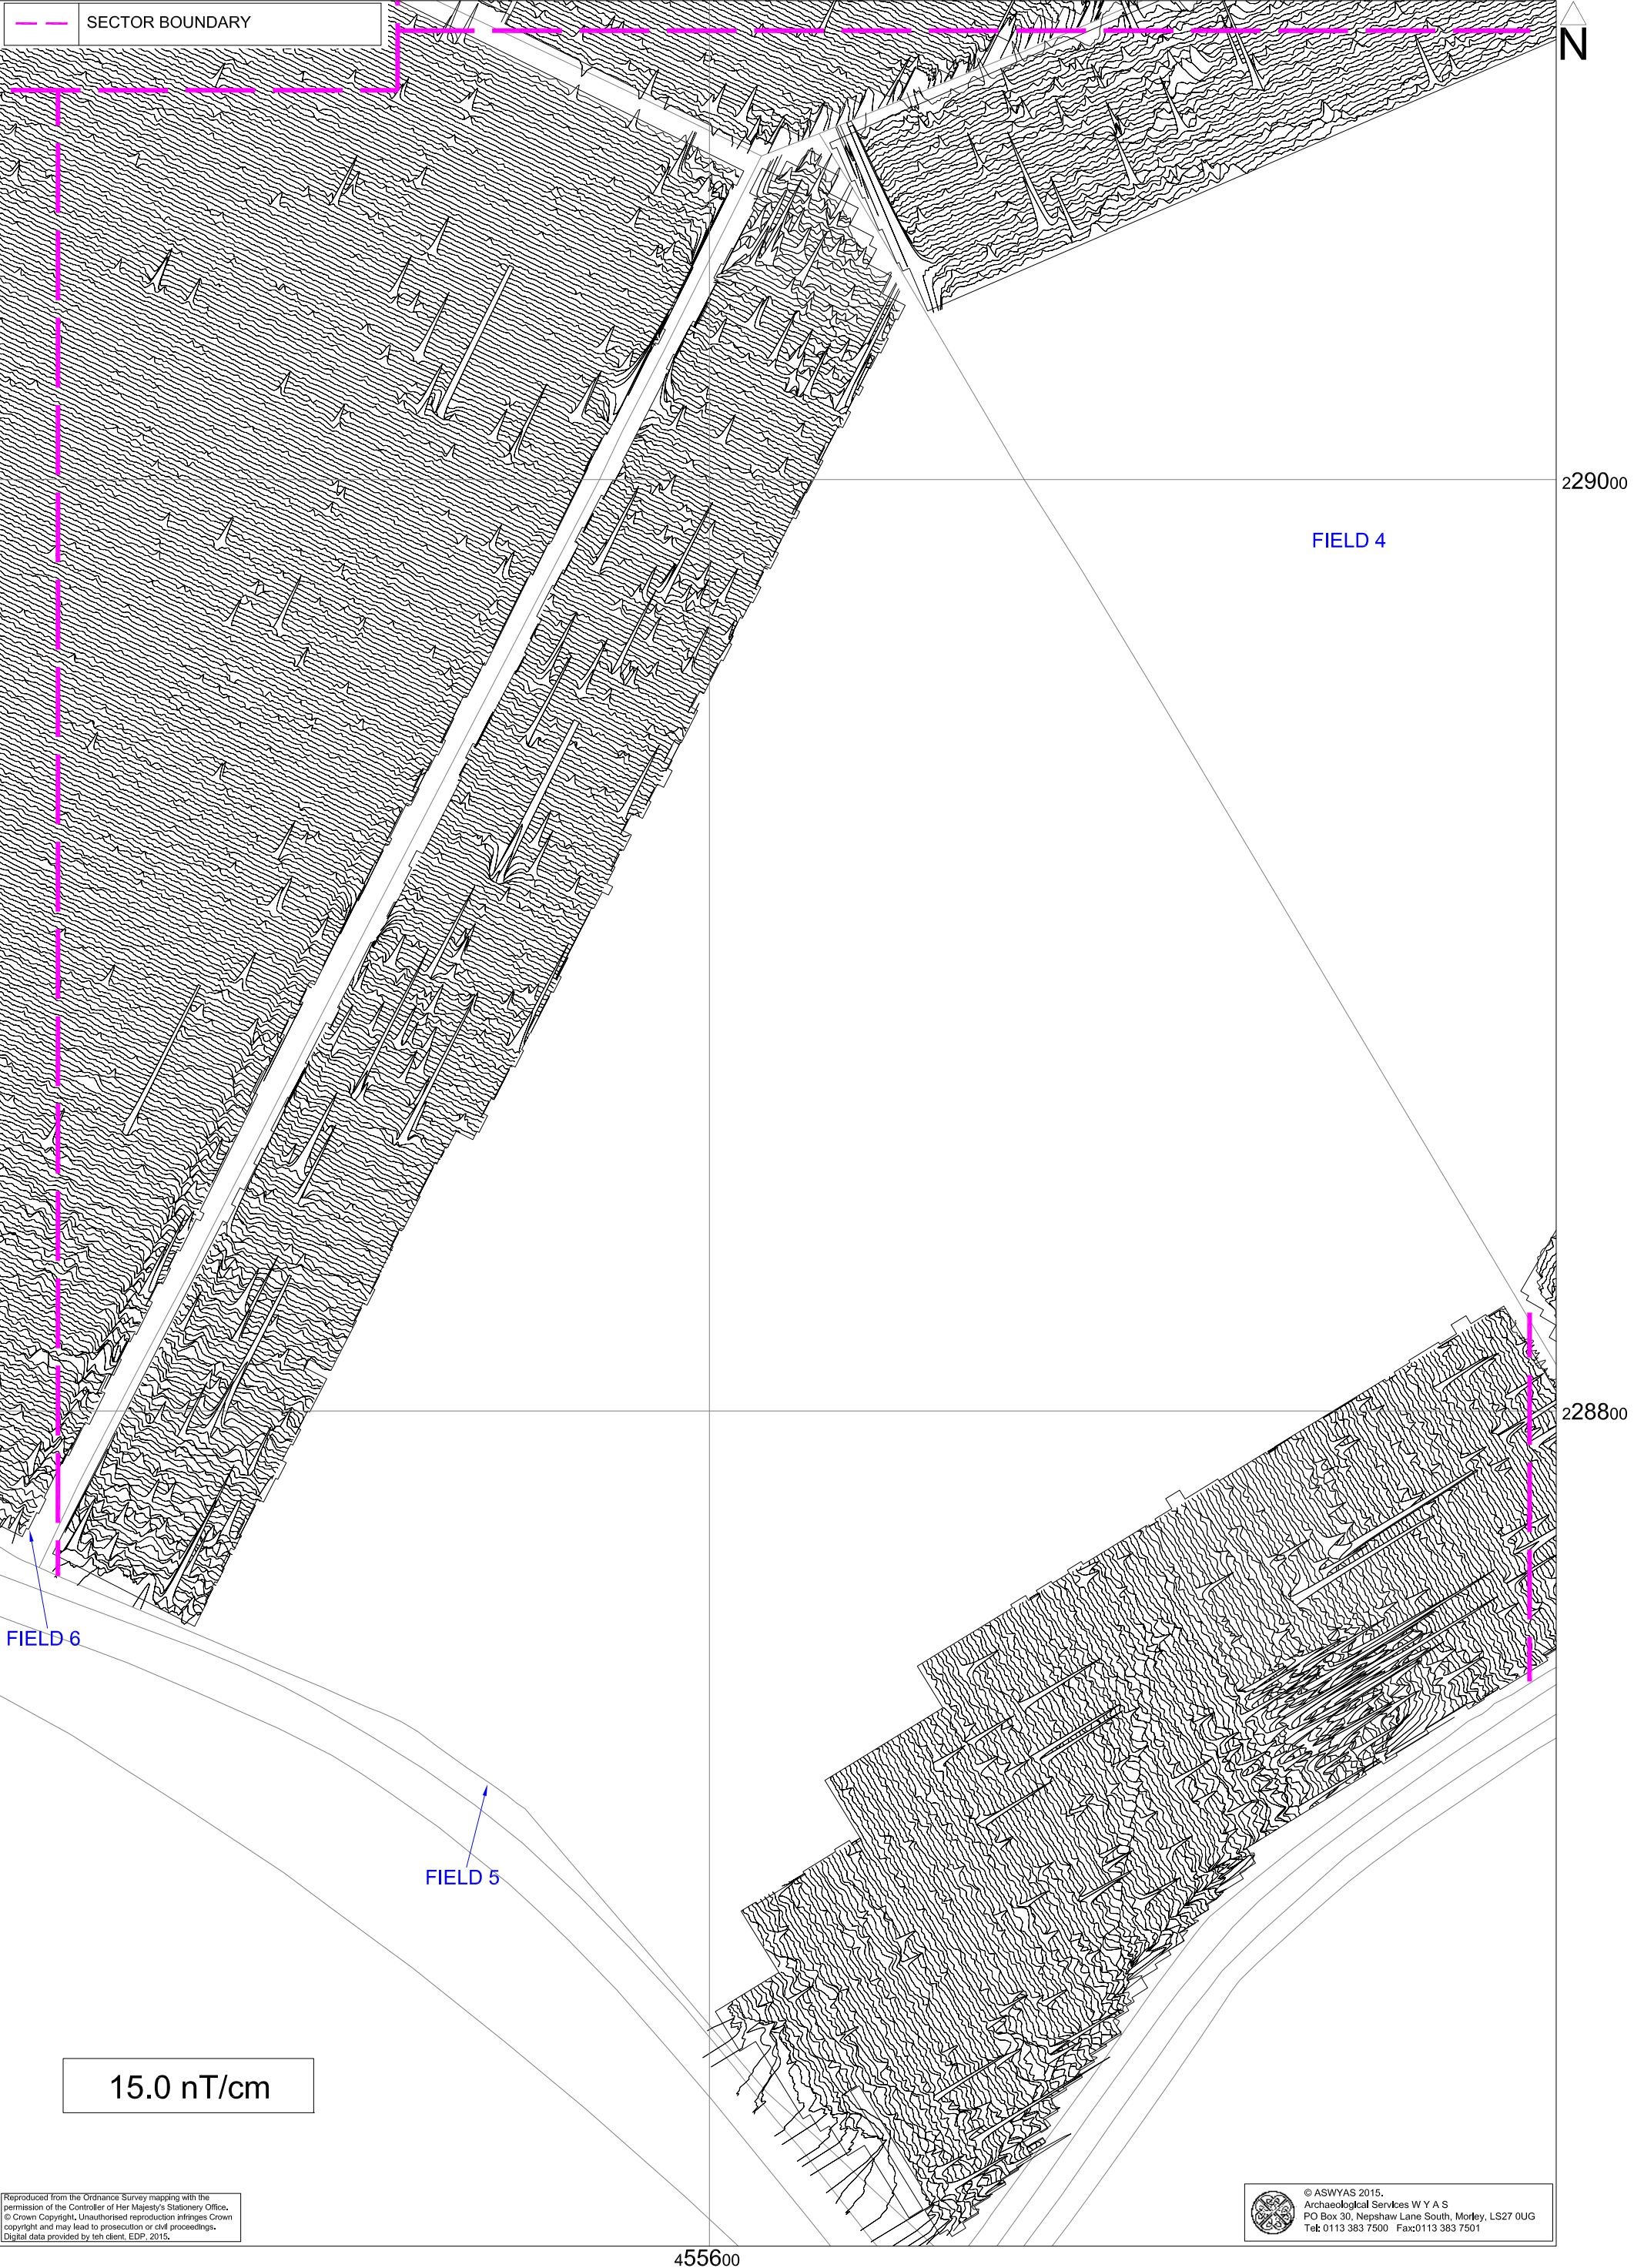 SECTOR BOUNDARY
N
22900
FIELD 4
22880
FIELD 6
FIELD 5
15.0 nT/cm
Reproduced from the Ordnance Survey mapping with the
permission of the Controller of Her Majesty's Stationery Office.
© Crown Copyright. Unauthorised reproduction infringes Crown
copyright and may lead to prosecution or civil proceedings.
Digital data provided by teh client, EDP, 2015.
© ASWYAS 2015.
Archaeological Services W Y A S
PO Box 30, Nepshaw Lane South, Morley, LS27 0UG
Tel: 0113 383 7500 Fax:0113 383 7501
455600